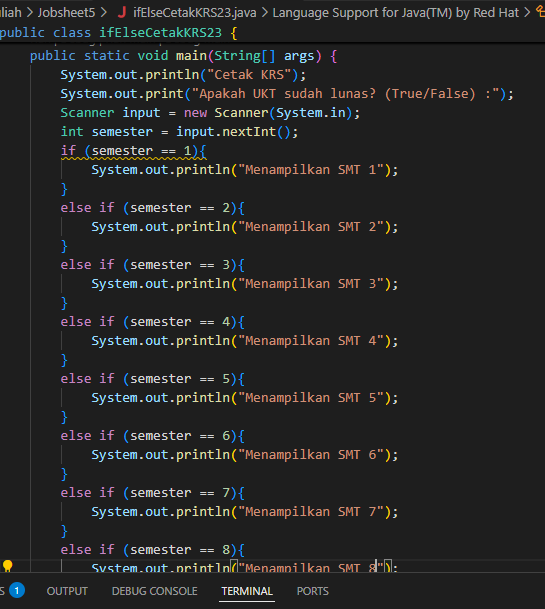 uliah > Jobsheet5 > J ifElseCetakKRS23.java > Language Support for Java(TM) by Red Hat >
public class ifElseCetakKRS23 {
public static void main(String[] args) {
System.out.println("Cetak KRS");
System.out.print("Apakah UKT sudah lunas? (True/False) :");
Scanner input = new Scanner(System.in);
int semester = input.nextInt();
if (semester == 1){
System.out.println("Menampilkan SMT 1");
}
else if (semester == 2){
System.out.println("Menampilkan SMT 2");
}
else if (semester == 3){
System.out.println("Menampilkan SMT 3");
}
else if (semester == 4){
System.out.println("Menampilkan SMT 4");
}
else if (semester == 5){
System.out.println("Menampilkan SMT 5");
}
else if (semester == 6){
System.out.println("Menampilkan SMT 6");
}
else if (semester == 7){
System.out.println("Menampilkan SMT 7");
}
else if (semester == 8){
System.out.println("Menampilkan SMT 8");
S 1 OUTPUT DEBUG CONSOLE TERMINAL PORTS